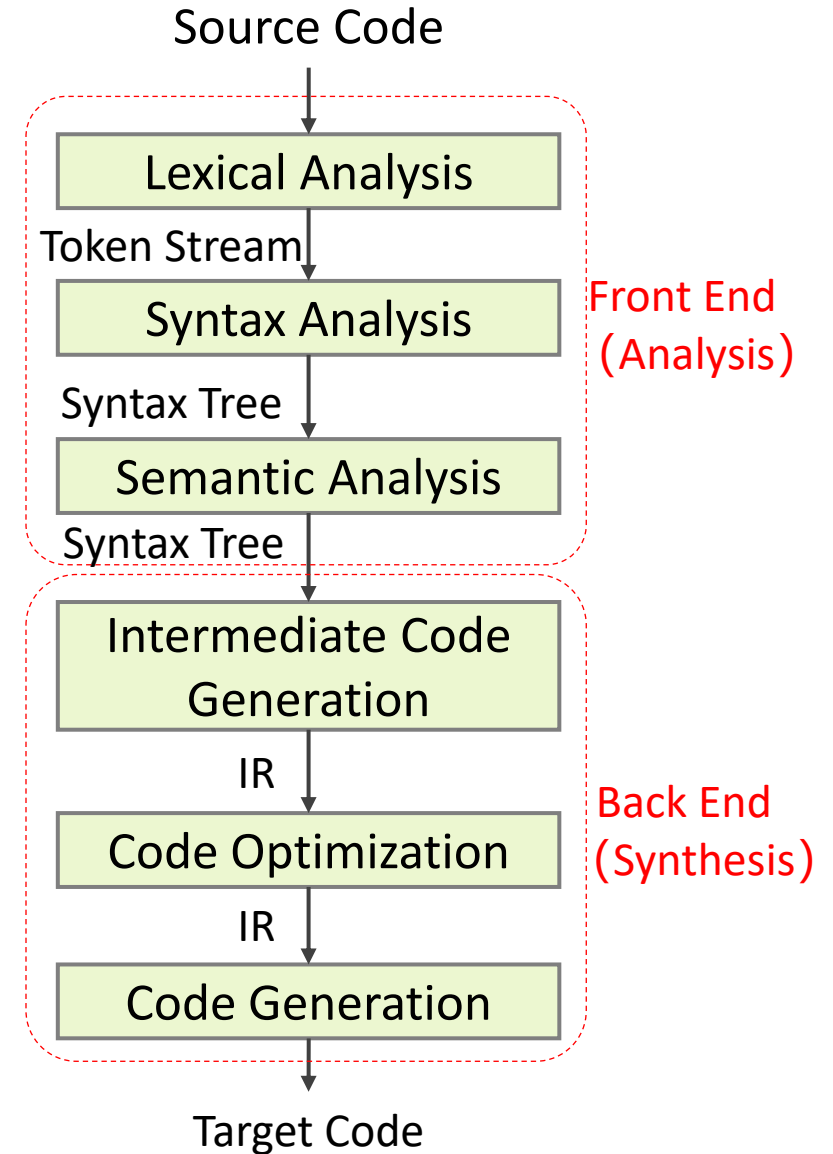 Source Code
Lexical Analysis
Token Stream
Syntax Analysis
Front End
(Analysis)
Syntax Tree
Semantic Analysis
Syntax Tree
Intermediate Code
Generation
IR
Back End
(Synthesis)
Code Optimization
IR
Code Generation
Target Code